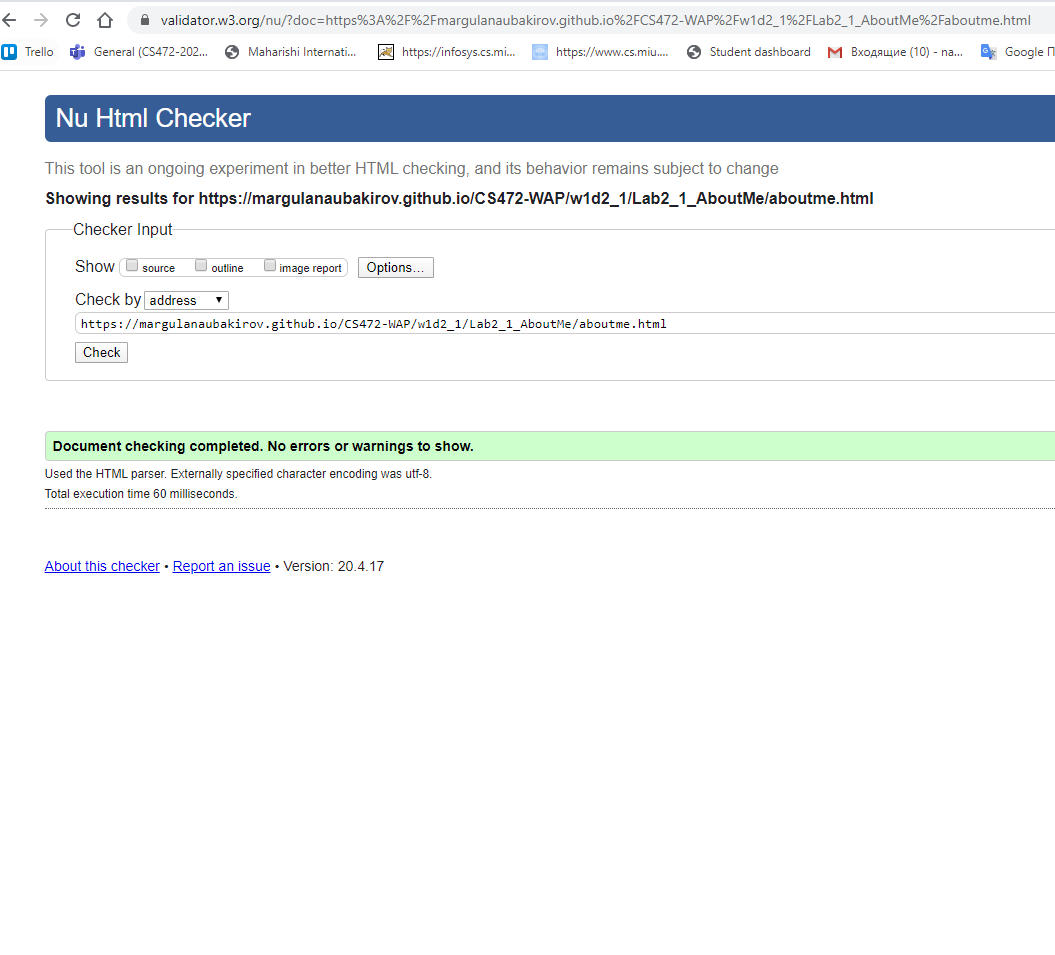 validator.w3.org/nu/?doc=https%3A%2F%2Fmargulanaubakirov.github.io%2FCS472-WAP%2Fw1d2_1%2FLab2_1_AboutMe%2Faboutme.html
Trello General (CS472-202... Maharishi Internati... https://infosys.cs.mi... https://www.cs.miu.... Student dashboard Входящие (10) - na... Google П
Nu Html Checker
This tool is an ongoing experiment in better HTML checking, and its behavior remains subject to change
Showing results for https://margulanaubakirov.github.io/CS472-WAP/w1d2_1/Lab2_1_AboutMe/aboutme.html
Checker Input
Show source outline image report Options...
Check by address
https://margulanaubakirov.github.io/CS472-WAP/w1d2_1/Lab2_1_AboutMe/aboutme.html
Check
Document checking completed. No errors or warnings to show.
Used the HTML parser. Externally specified character encoding was utf-8.
Total execution time 60 milliseconds.
About this checker • Report an issue • Version: 20.4.17